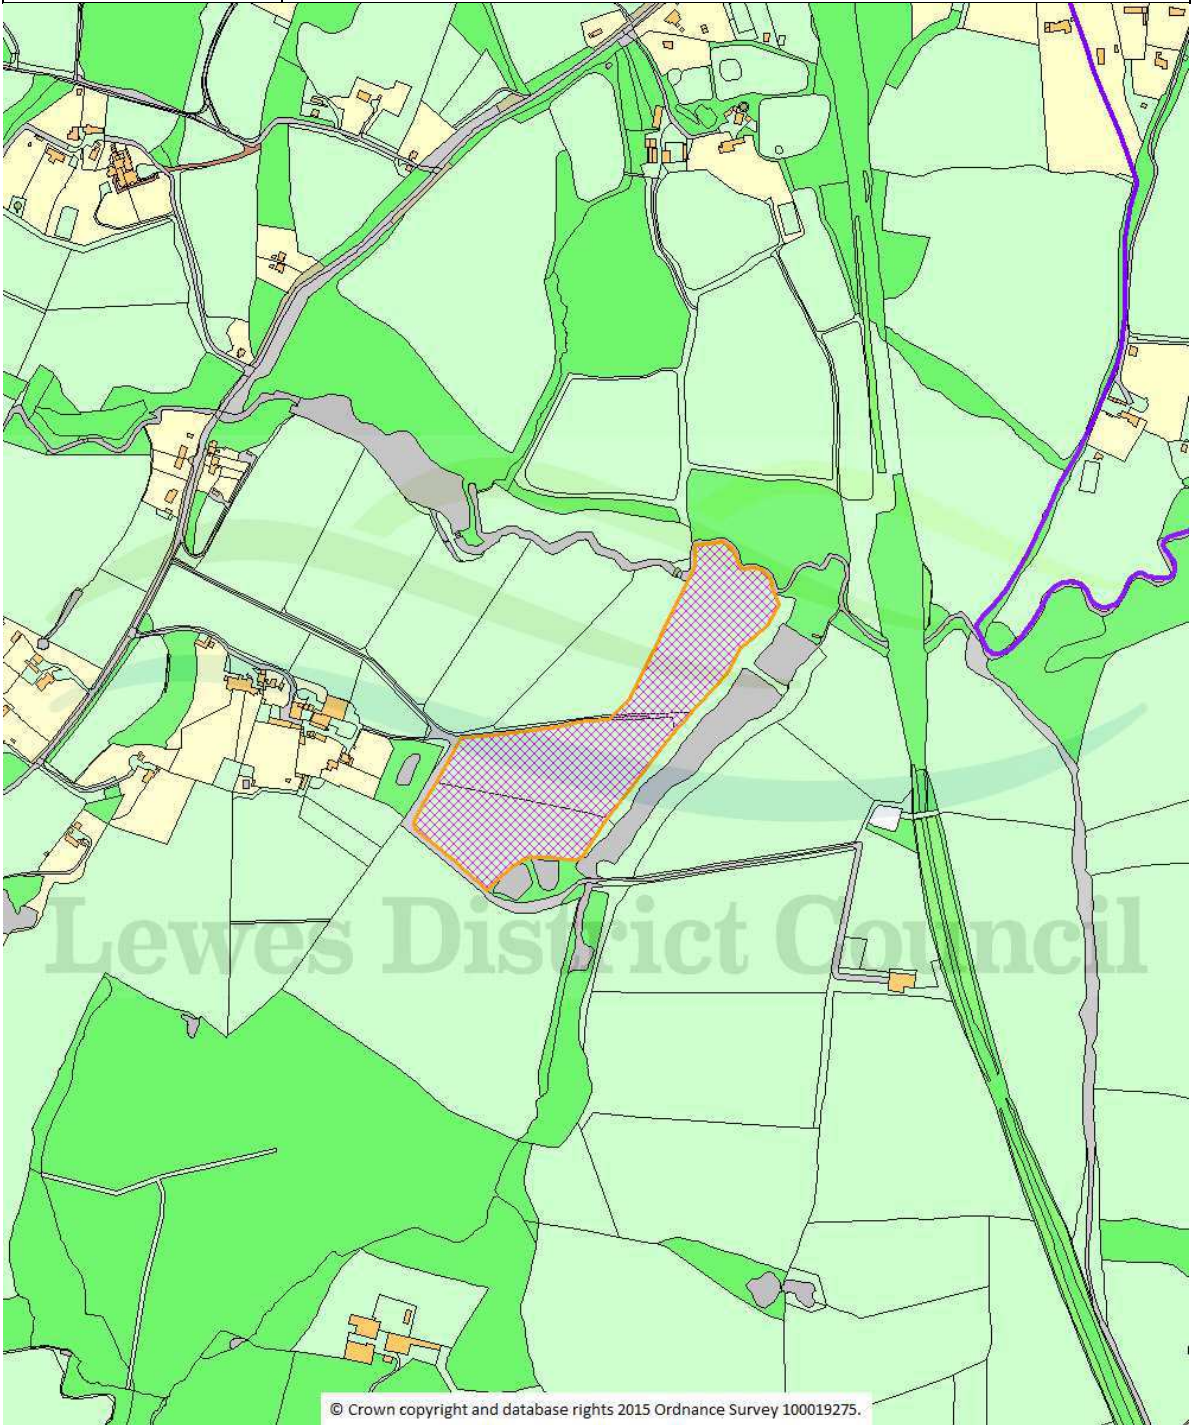 Lewes District Council
© Crown copyright and database rights 2015 Ordnance Survey 100019275.